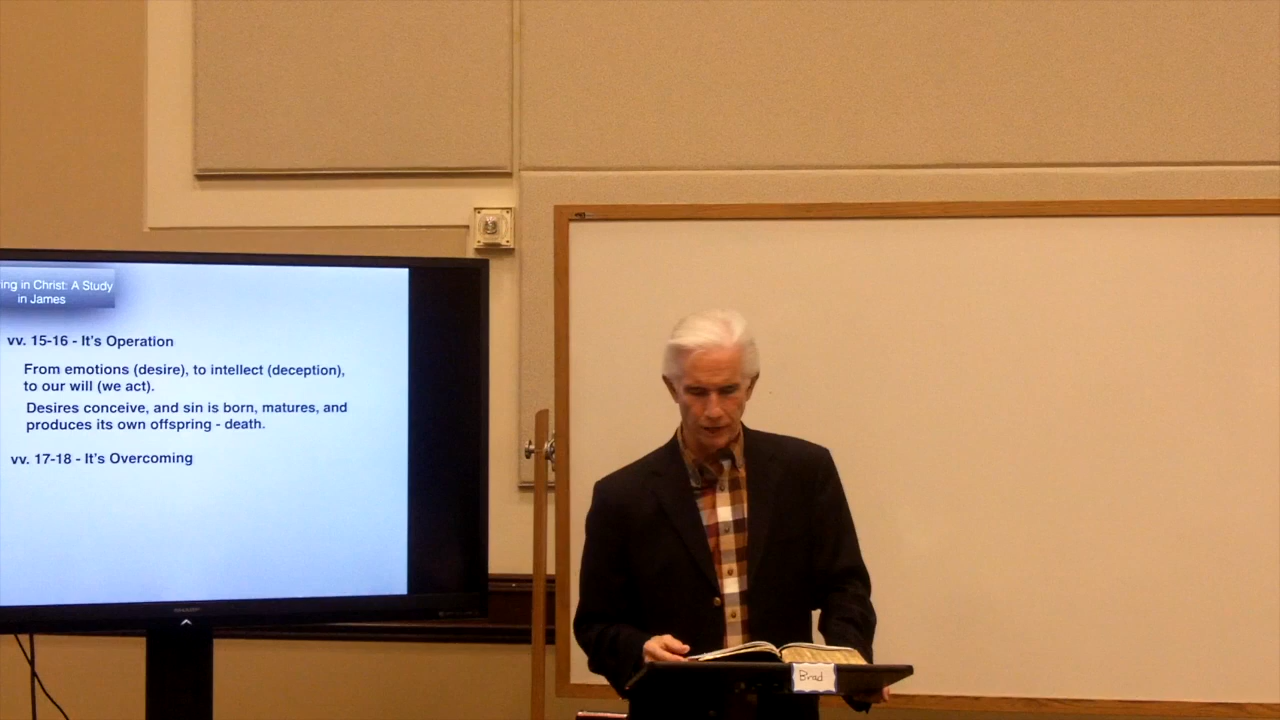 ing in Christ: A Study
in James
vv. 15-16 - It's Operation
From emotions (desire), to intellect (deception),
to our will (we act).
Desires conceive, and sin is born, matures, and
produces its own offspring - death.
vv. 17-18 - It's Overcoming
SHARP
Brad